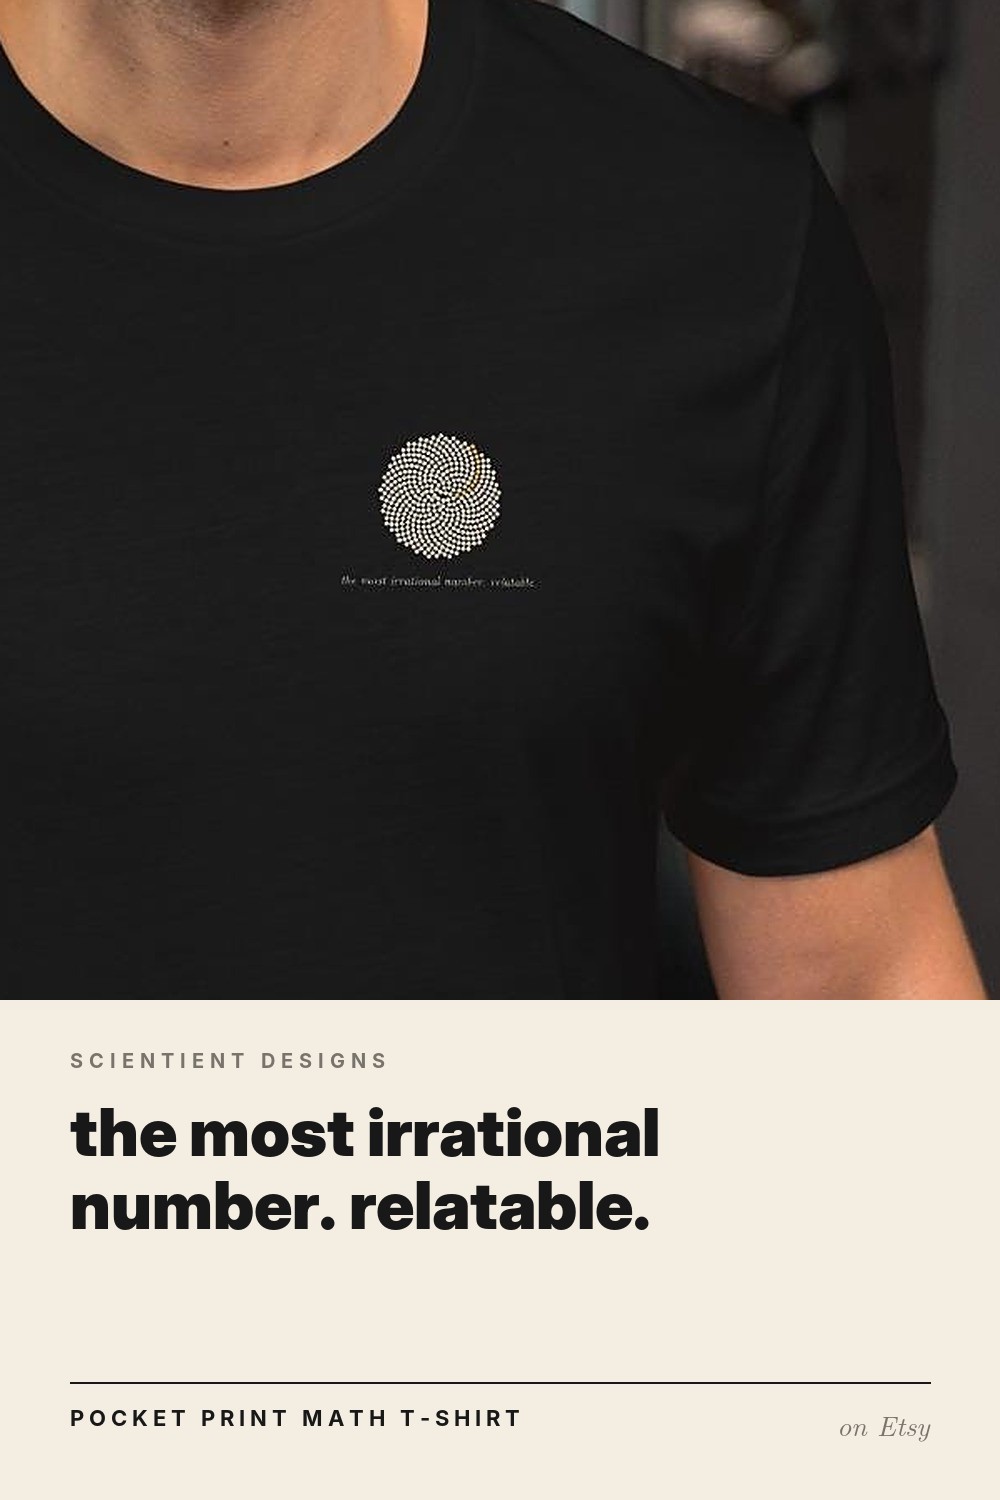 the most irrational number. relatable.
SCIENTIENT DESIGNS
the most irrational
number. relatable.
POCKET PRINT MATH T-SHIRT
on Etsy